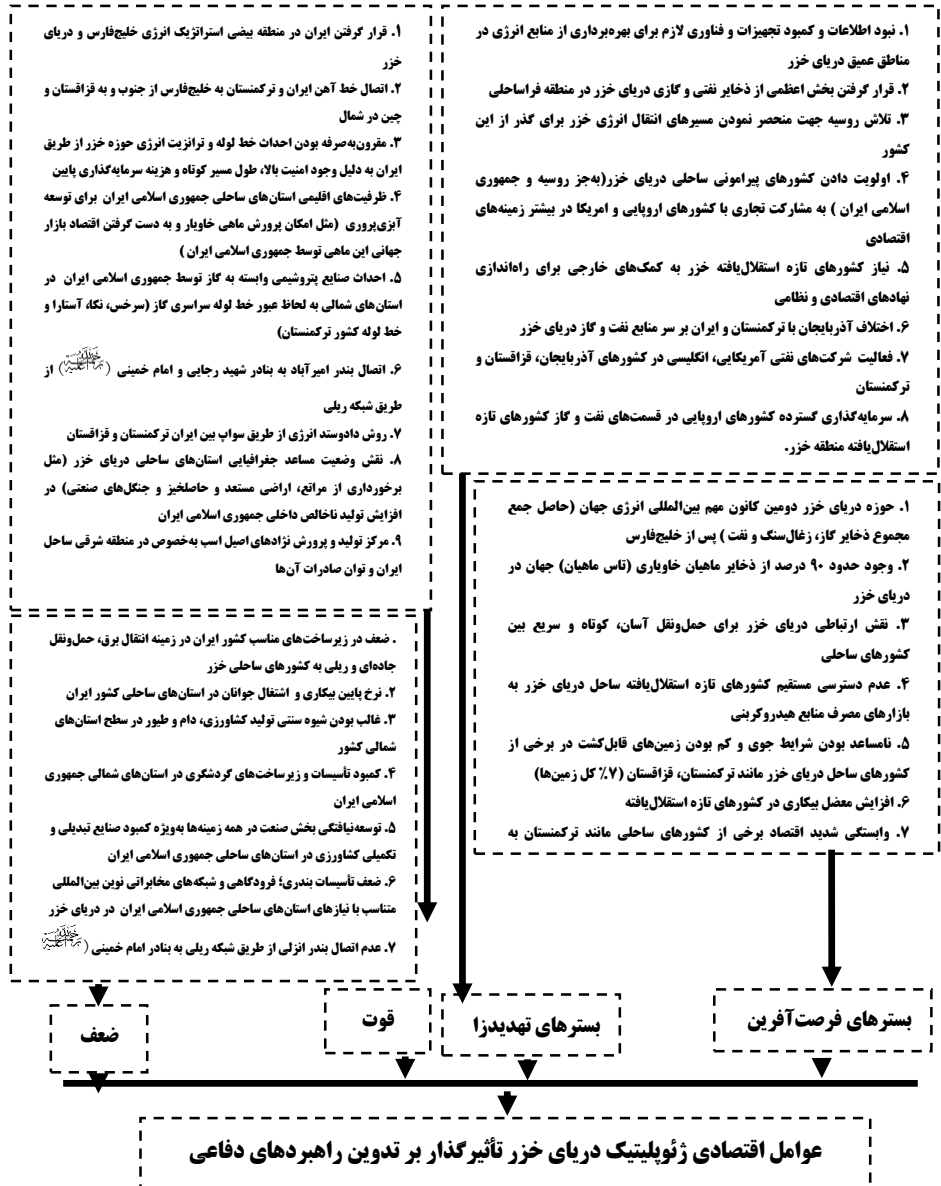 ۱. نبود اطلاعات و کمبود تجهیزات و فناوری لازم برای بهره‌برداری از منابع انرژی در
مناطق عمیق دریای خزر
۲. قرار گرفتن بخش اعظمی از ذخایر نفتی و گازی دریای خزر در منطقه فراساحلی
۳. تلاش روسیه جهت منحصر نمودن مسیرهای انتقال انرژی خزر برای گذر از این
کشور
۴. اولویت دادن کشورهای پیرامونی ساحلی دریای خزر(به‌جز روسیه و جمهوری
اسلامی ایران ) به مشارکت تجاری با کشورهای اروپایی و امریکا در بیشتر زمینه‌های
اقتصادی
۵. نیاز کشورهای تازه استقلال‌یافته خزر به کمک‌های خارجی برای راه‌اندازی
نهادهای اقتصادی و نظامی
۶. اختلاف آذربایجان با ترکمنستان و ایران بر سر منابع نفت و گاز دریای خزر
۷. فعالیت شرکت‌های نفتی آمریکایی، انگلیسی در کشورهای آذربایجان، قزاقستان و
ترکمنستان
۸. سرمایه‌گذاری گسترده کشورهای اروپایی در قسمت‌های نفت و گاز کشورهای تازه
استقلال‌یافته منطقه خزر.
۱. قرار گرفتن ایران در منطقه بیضی استراتژیک انرژی خلیج‌فارس و دریای
خزر
۲. اتصال خط آهن ایران و ترکمنستان به خلیج‌فارس از جنوب و به قزاقستان و
چین در شمال
۳. مقرون‌به‌صرفه بودن احداث خط لوله و ترانزیت انرژی حوزه خزر از طریق
ایران به دلیل وجود امنیت بالا، طول مسیر کوتاه و هزینه سرمایه‌گذاری پایین
۴. ظرفیت‌های اقلیمی استان‌های ساحلی جمهوری اسلامی ایران برای توسعه
آبزی‌پروری (مثل امکان پرورش ماهی خاویار و به دست گرفتن اقتصاد بازار
جهانی این ماهی توسط جمهوری اسلامی ایران )
۵. احداث صنایع پتروشیمی وابسته به گاز توسط جمهوری اسلامی ایران در
استان‌های شمالی به لحاظ عبور خط لوله سراسری گاز (سرخس، نکا، آستارا و
خط لوله کشور ترکمنستان)
۶. اتصال بندر امیرآباد به بنادر شهید رجایی و امام خمینی ( ) از
طریق شبکه ریلی
۷. روش دادوستد انرژی از طریق سواپ بین ایران ترکمنستان و قزاقستان
۸. نقش وضعیت مساعد جغرافیایی استان‌های ساحلی دریای خزر (مثل
برخورداری از مراتع، اراضی مستعد و حاصلخیز و جنگل‌های صنعتی) در
افزایش تولید ناخالص داخلی جمهوری اسلامی ایران
۹. مرکز تولید و پرورش نژادهای اصیل اسب به‌خصوص در منطقه شرقی ساحل
ایران و توان صادرات آن‌ها
۱. حوزه دریای خزر دومین کانون مهم بین‌المللی انرژی جهان (حاصل جمع
مجموع ذخایر گاز، زغال‌سنگ و نفت ) پس از خلیج‌فارس
۲. وجود حدود ۹۰ درصد از ذخایر ماهیان خاویاری (تاس ماهیان) جهان در
دریای خزر
۳. نقش ارتباطی دریای خزر برای حمل‌ونقل آسان، کوتاه و سریع بین
کشورهای ساحلی
۴. عدم دسترسی مستقیم کشورهای تازه استقلال‌یافته ساحل دریای خزر به
بازارهای مصرف منابع هیدروکربنی
۵. نامساعد بودن شرایط جوی و کم بودن زمین‌های قابل‌کشت در برخی از
کشورهای ساحل دریای خزر مانند ترکمنستان، قزاقستان (۷٪ کل زمین‌ها)
۶. افزایش معضل بیکاری در کشورهای تازه استقلال‌یافته
۷. وابستگی شدید اقتصاد برخی از کشورهای ساحلی مانند ترکمنستان به
. ضعف در زیرساخت‌های مناسب کشور ایران در زمینه انتقال برق، حمل‌ونقل
جاده‌ای و ریلی به کشورهای ساحلی خزر
۲. نرخ پایین بیکاری و اشتغال جوانان در استان‌های ساحلی کشور ایران
۳. غالب بودن شیوه سنتی تولید کشاورزی، دام و طیور در سطح استان‌های
شمالی کشور
۴. کمبود تأسیسات و زیرساخت‌های گردشگری در استان‌های شمالی جمهوری
اسلامی ایران
۵. توسعه‌نیافتگی بخش صنعت در همه زمینه‌ها به‌ویژه کمبود صنایع تبدیلی و
تکمیلی کشاورزی در استان‌های ساحلی جمهوری اسلامی ایران
۶. ضعف تأسیسات بندری؛ فرودگاهی و شبکه‌های مخابراتی نوین بین‌المللی
متناسب با نیازهای استان‌های ساحلی جمهوری اسلامی ایران در دریای خزر
۷. عدم اتصال بندر انزلی از طریق شبکه ریلی به بنادر امام خمینی (
بسترهای فرصت‌آفرین
بسترهای تهدیدزا
قوت
ضعف
عوامل اقتصادی ژئوپلیتیک دریای خزر تأثیرگذار بر تدوین راهبردهای دفاعی